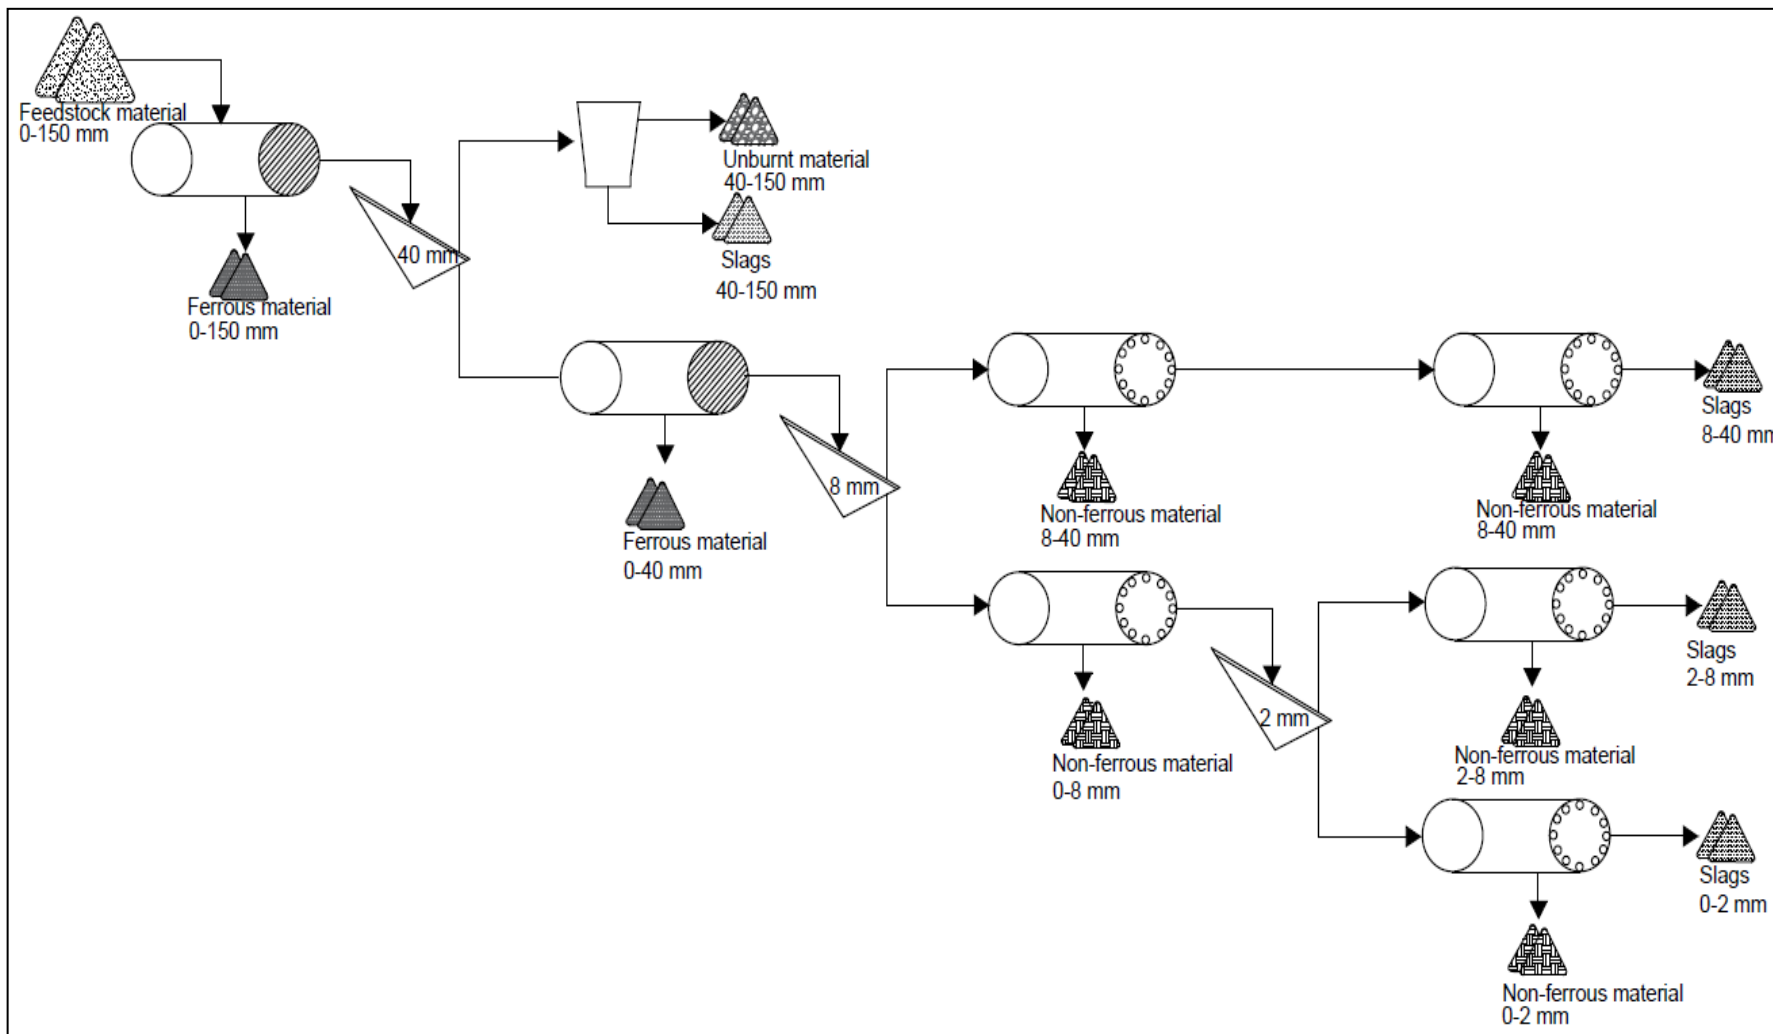 Feedstock material
0-150 mm
Ferrous material
0-150 mm
40 mm
Unburnt material
40-150 mm
Slags
40-150 mm
Ferrous material
0-40 mm
8 mm
Non-ferrous material
8-40 mm
Non-ferrous material
8-40 mm
Slags
8-40 mm
Non-ferrous material
0-8 mm
2 mm
Non-ferrous material
2-8 mm
Slags
2-8 mm
Non-ferrous material
0-2 mm
Slags
0-2 mm